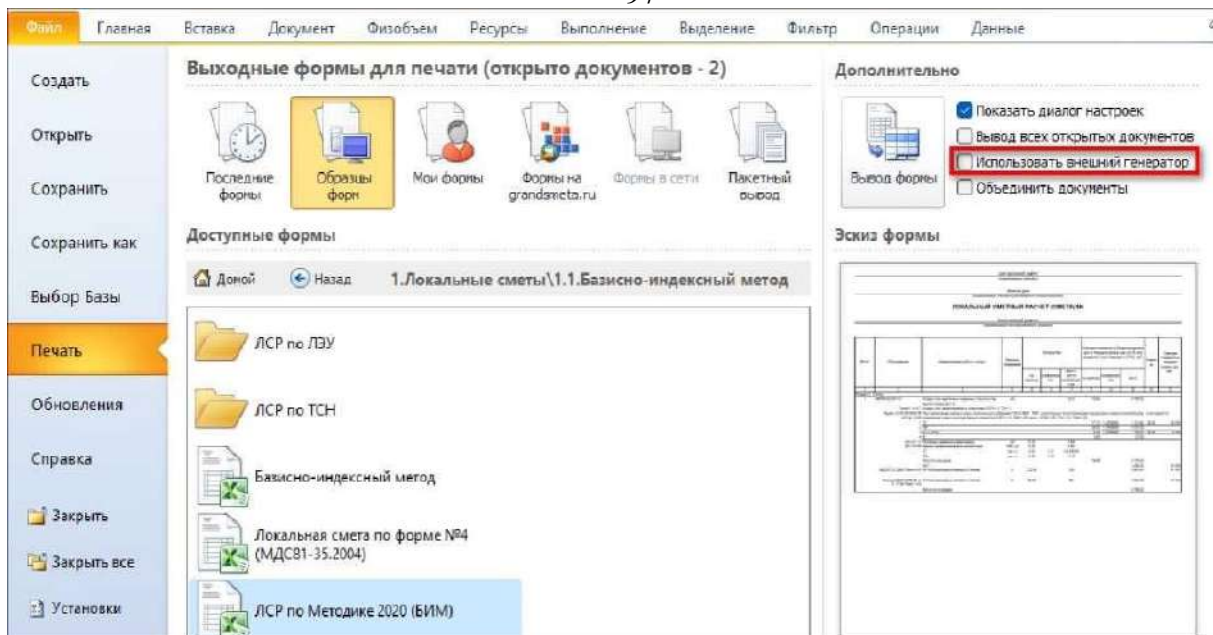 Файл Главная Вставка Документ Физобъем Ресурсы Выполнение Выделение Фильтр Операции Данные
Создать
Открыть
Сохранить
Сохранить как
Выбор Базы
Печать
Обновления
Справка
Закрыть
Закрыть все
Установки
Выходные формы для печати (открыто документов - 2)
Последние формы
Образцы форм
Мои формы
Формы на grandsmeta.ru
Формы в сети
Пакетный вывод
Доступные формы
Домой Назад 1.Локальные сметы\1.1.Базисно-индексный метод
ЛСР по ЛЗУ
ЛСР по ТСН
Базисно-индексный метод
Локальная смета по форме №4
(МДС81-35.2004)
ЛСР по Методике 2020 (БИМ)
Дополнительно
Вывод формы
Показать диалог настроек
Вывод всех открытых документов
Использовать внешний генератор
Объединить документы
Эскиз формы